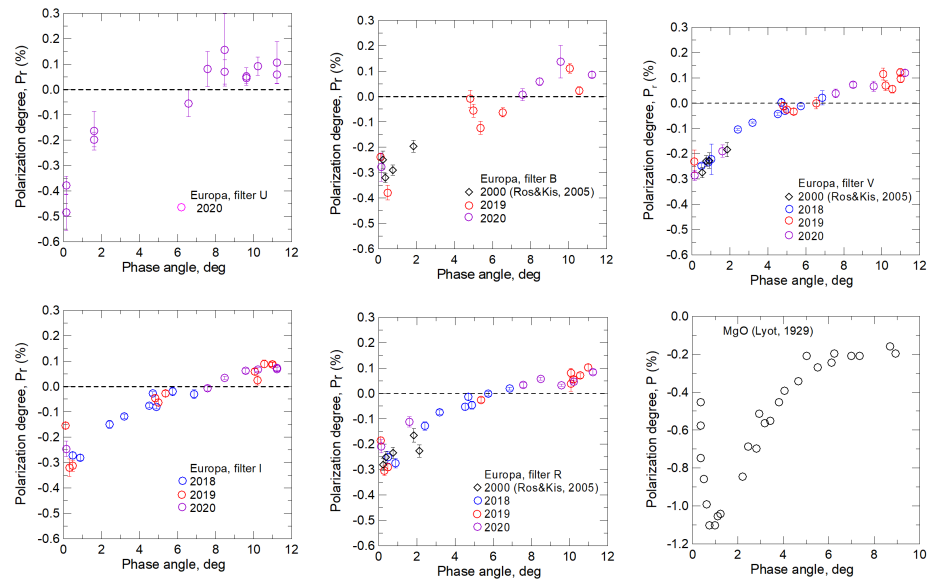 0.3
0.2
0.1
0.0
-0.1
-0.2
-0.3
-0.4
-0.5
-0.6
Polarization degree, Pr (%)
Europa, filter U
2020
0 2 4 6 8 10 12
Phase angle, deg
0.3
0.2
0.1
0.0
-0.1
-0.2
-0.3
-0.4
-0.5
-0.6
Polarization degree, Pr (%)
Europa, filter B
2000 (Ros&Kis, 2005)
2019
2020
0 2 4 6 8 10 12
Phase angle, deg
0.3
0.2
0.1
0.0
-0.1
-0.2
-0.3
-0.4
-0.5
-0.6
Polarization degree, Pr (%)
Europa, filter V
2000 (Ros&Kis, 2005)
2018
2019
2020
0 2 4 6 8 10 12
Phase angle, deg
0.3
0.2
0.1
0.0
-0.1
-0.2
-0.3
-0.4
-0.5
-0.6
Polarization degree, Pr (%)
Europa, filter I
2018
2019
2020
0 2 4 6 8 10 12
Phase angle, deg
0.3
0.2
0.1
0.0
-0.1
-0.2
-0.3
-0.4
-0.5
-0.6
Polarization degree, Pr (%)
Europa, filter R
2000 (Ros&Kis, 2005)
2018
2019
2020
0 2 4 6 8 10 12
Phase angle, deg
0.0
-0.2
-0.4
-0.6
-0.8
-1.0
-1.2
Polarization degree, P (%)
MgO (Lyot, 1929)
0 2 4 6 8 10
Phase angle, deg